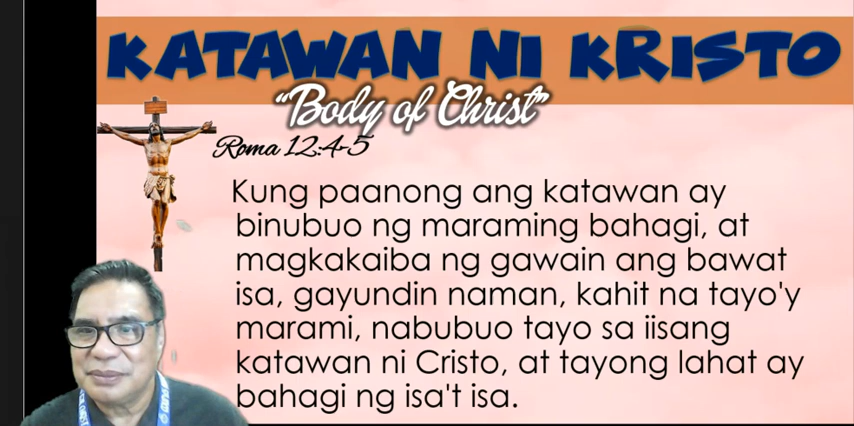 KATAWAN NI KRISTO
"Body of Christ"
Roma 12:4-5
Kung paanong ang katawan ay
binubuo ng maraming bahagi, at
magkakaiba ng gawain ang bawat
isa, gayundin naman, kahit na tayo'y
marami, nabubuo tayo sa iisang
katawan ni Cristo, at tayong lahat ay
bahagi ng isa't isa.